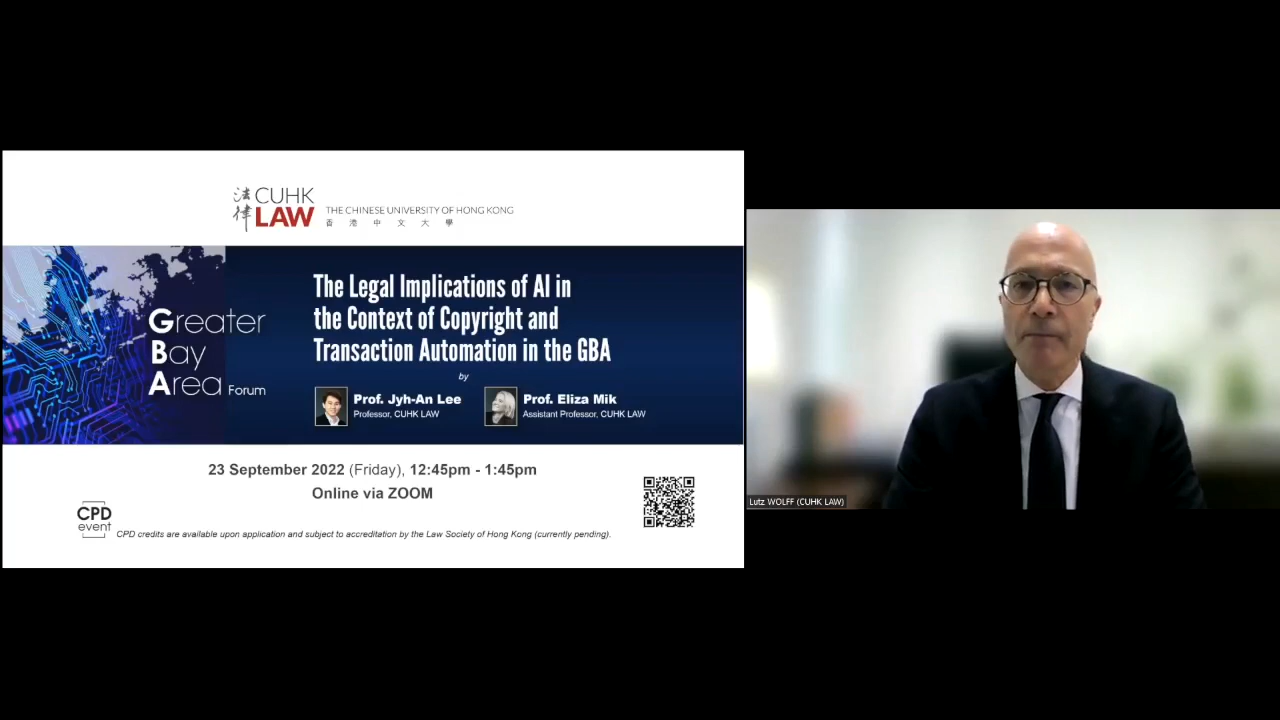 法律
CUHK
LAW
THE CHINESE UNIVERSITY OF HONG KONG
香港中文大學
Greater
Bay
Area Forum
The Legal Implications of AI in
the Context of Copyright and
Transaction Automation in the GBA
by
Prof. Jyh-An Lee
Professor, CUHK LAW
Prof. Eliza Mik
Assistant Professor, CUHK LAW
23 September 2022 (Friday), 12:45pm - 1:45pm
Online via ZOOM
CPD
event
CPD credits are available upon application and subject to accreditation by the Law Society of Hong Kong (currently pending).
Lutz WOLFF (CUHK LAW)